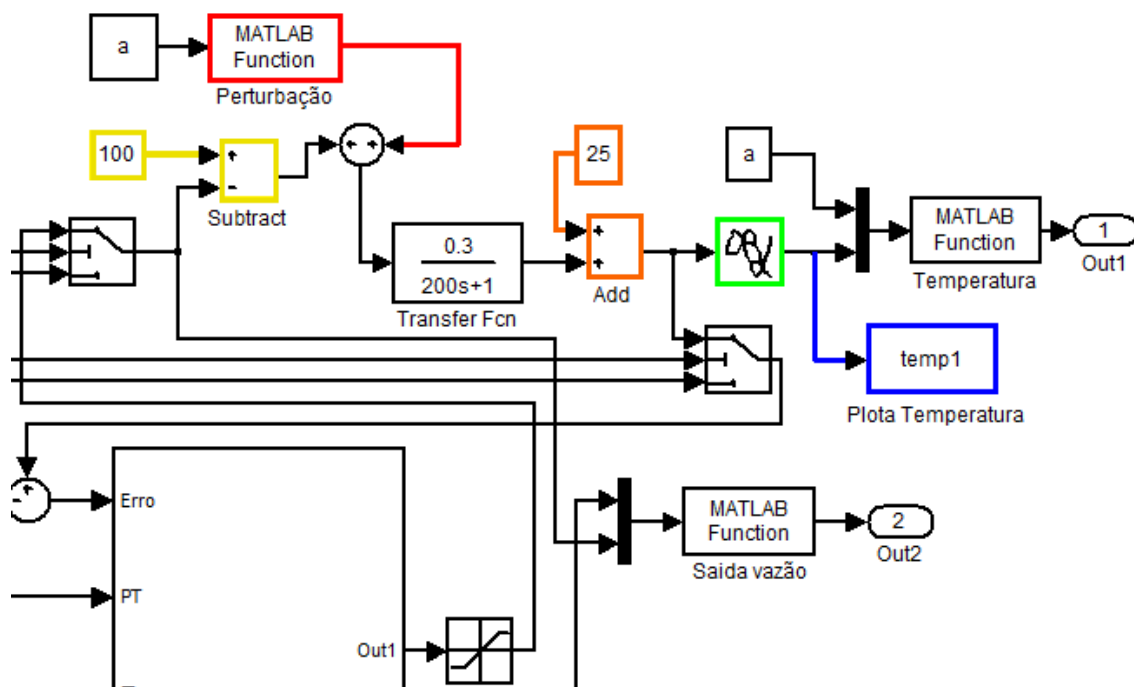 a
MATLAB
Function
Perturbação
100
+
-
Subtract
+ +
25
a
0.3
200s+1
Transfer Fcn
+
+
Add
MATLAB
Function
Temperatura
1
Out1
temp1
Plota Temperatura
+
-
Erro
PT
Out1
MATLAB
Function
Saida vazão
2
Out2